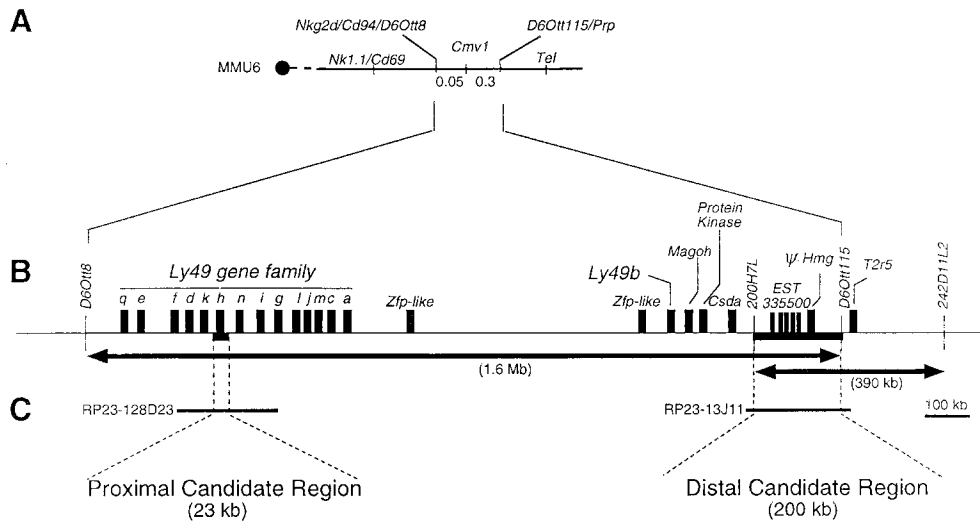 A
Nkg2d/Cd94/D6Ott8
D6Ott115/Prp
Cmv1
Nk1.1/Cd69
Tel
MMU6
0.05
0.3
Protein
Kinase
Magoh
B
D6Ott8
Ly49 gene family
q e f d k h n i g l j m c a
Zfp-like
Ly49b
Zfp-like
Csda
200H7L
EST
335500
Ψ Hmg
D6Ott115
T2r5
242D11L2
(1.6 Mb)
(390 kb)
C
RP23-128D23
RP23-13J11
100 kb
Proximal Candidate Region
(23 kb)
Distal Candidate Region
(200 kb)